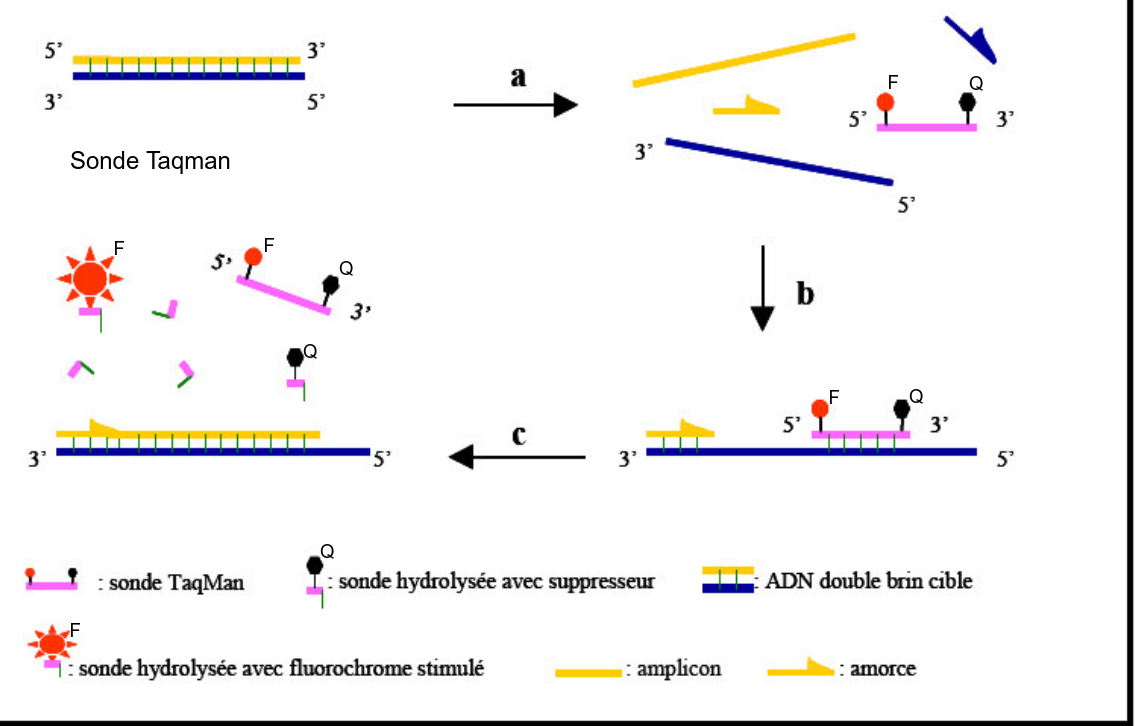 5’ 3’
3’ 5’
Sonde Taqman
a
F Q
5’ 3’
3’
5’
b
F
5’ F Q
3’
Q
3’ 5’
c
F Q
5’ 3’
3’ 5’
: sonde TaqMan
Q
: sonde hydrolysée avec suppresseur
: ADN double brin cible
F
: sonde hydrolysée avec fluorochrome stimulé
: amplicon
: amorce